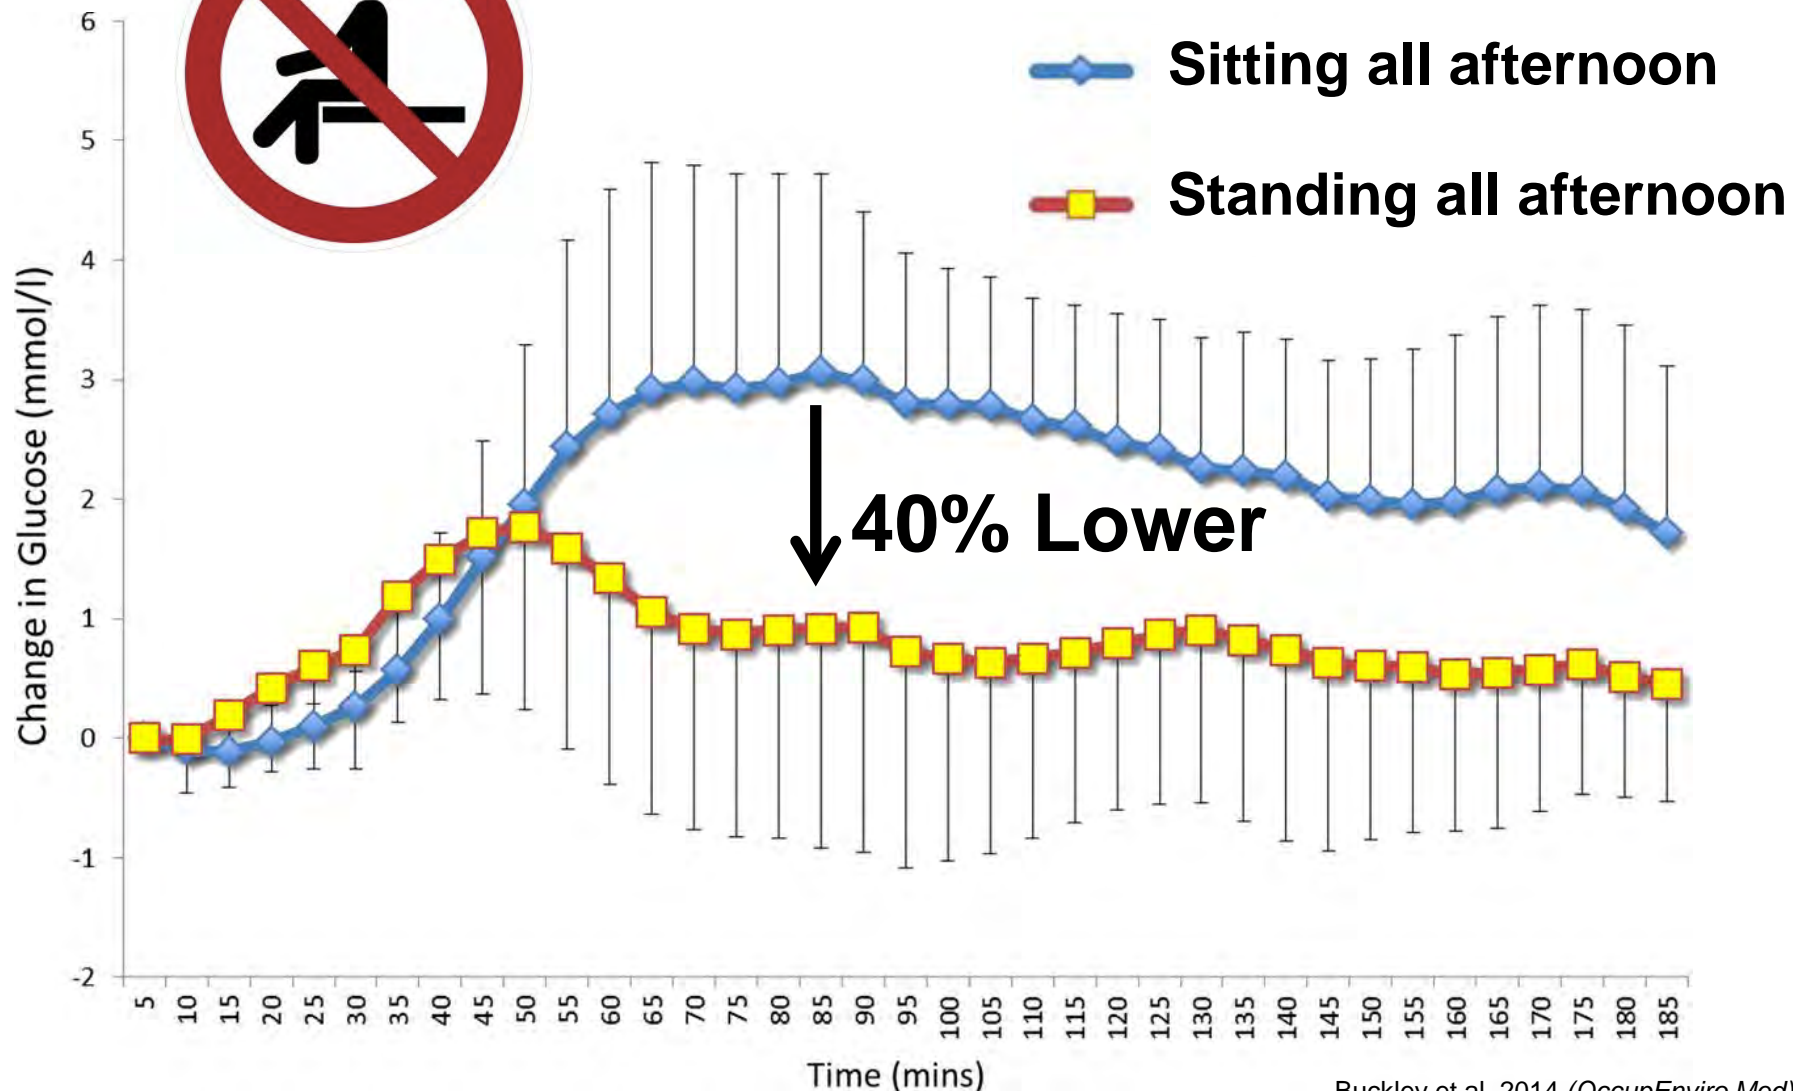 Sitting all afternoon
Standing all afternoon
6
5
4
3
2
1
0
-1
-2
Change in Glucose (mmol/l)
40% Lower
5 10 15 20 25 30 35 40 45 50 55 60 65 70 75 80 85 90 95 100 105 110 115 120 125 130 135 140 145 150 155 160 165 170 175 180 185
Time (mins)
Buckley et al. 2014 (OccupEnviro Med)